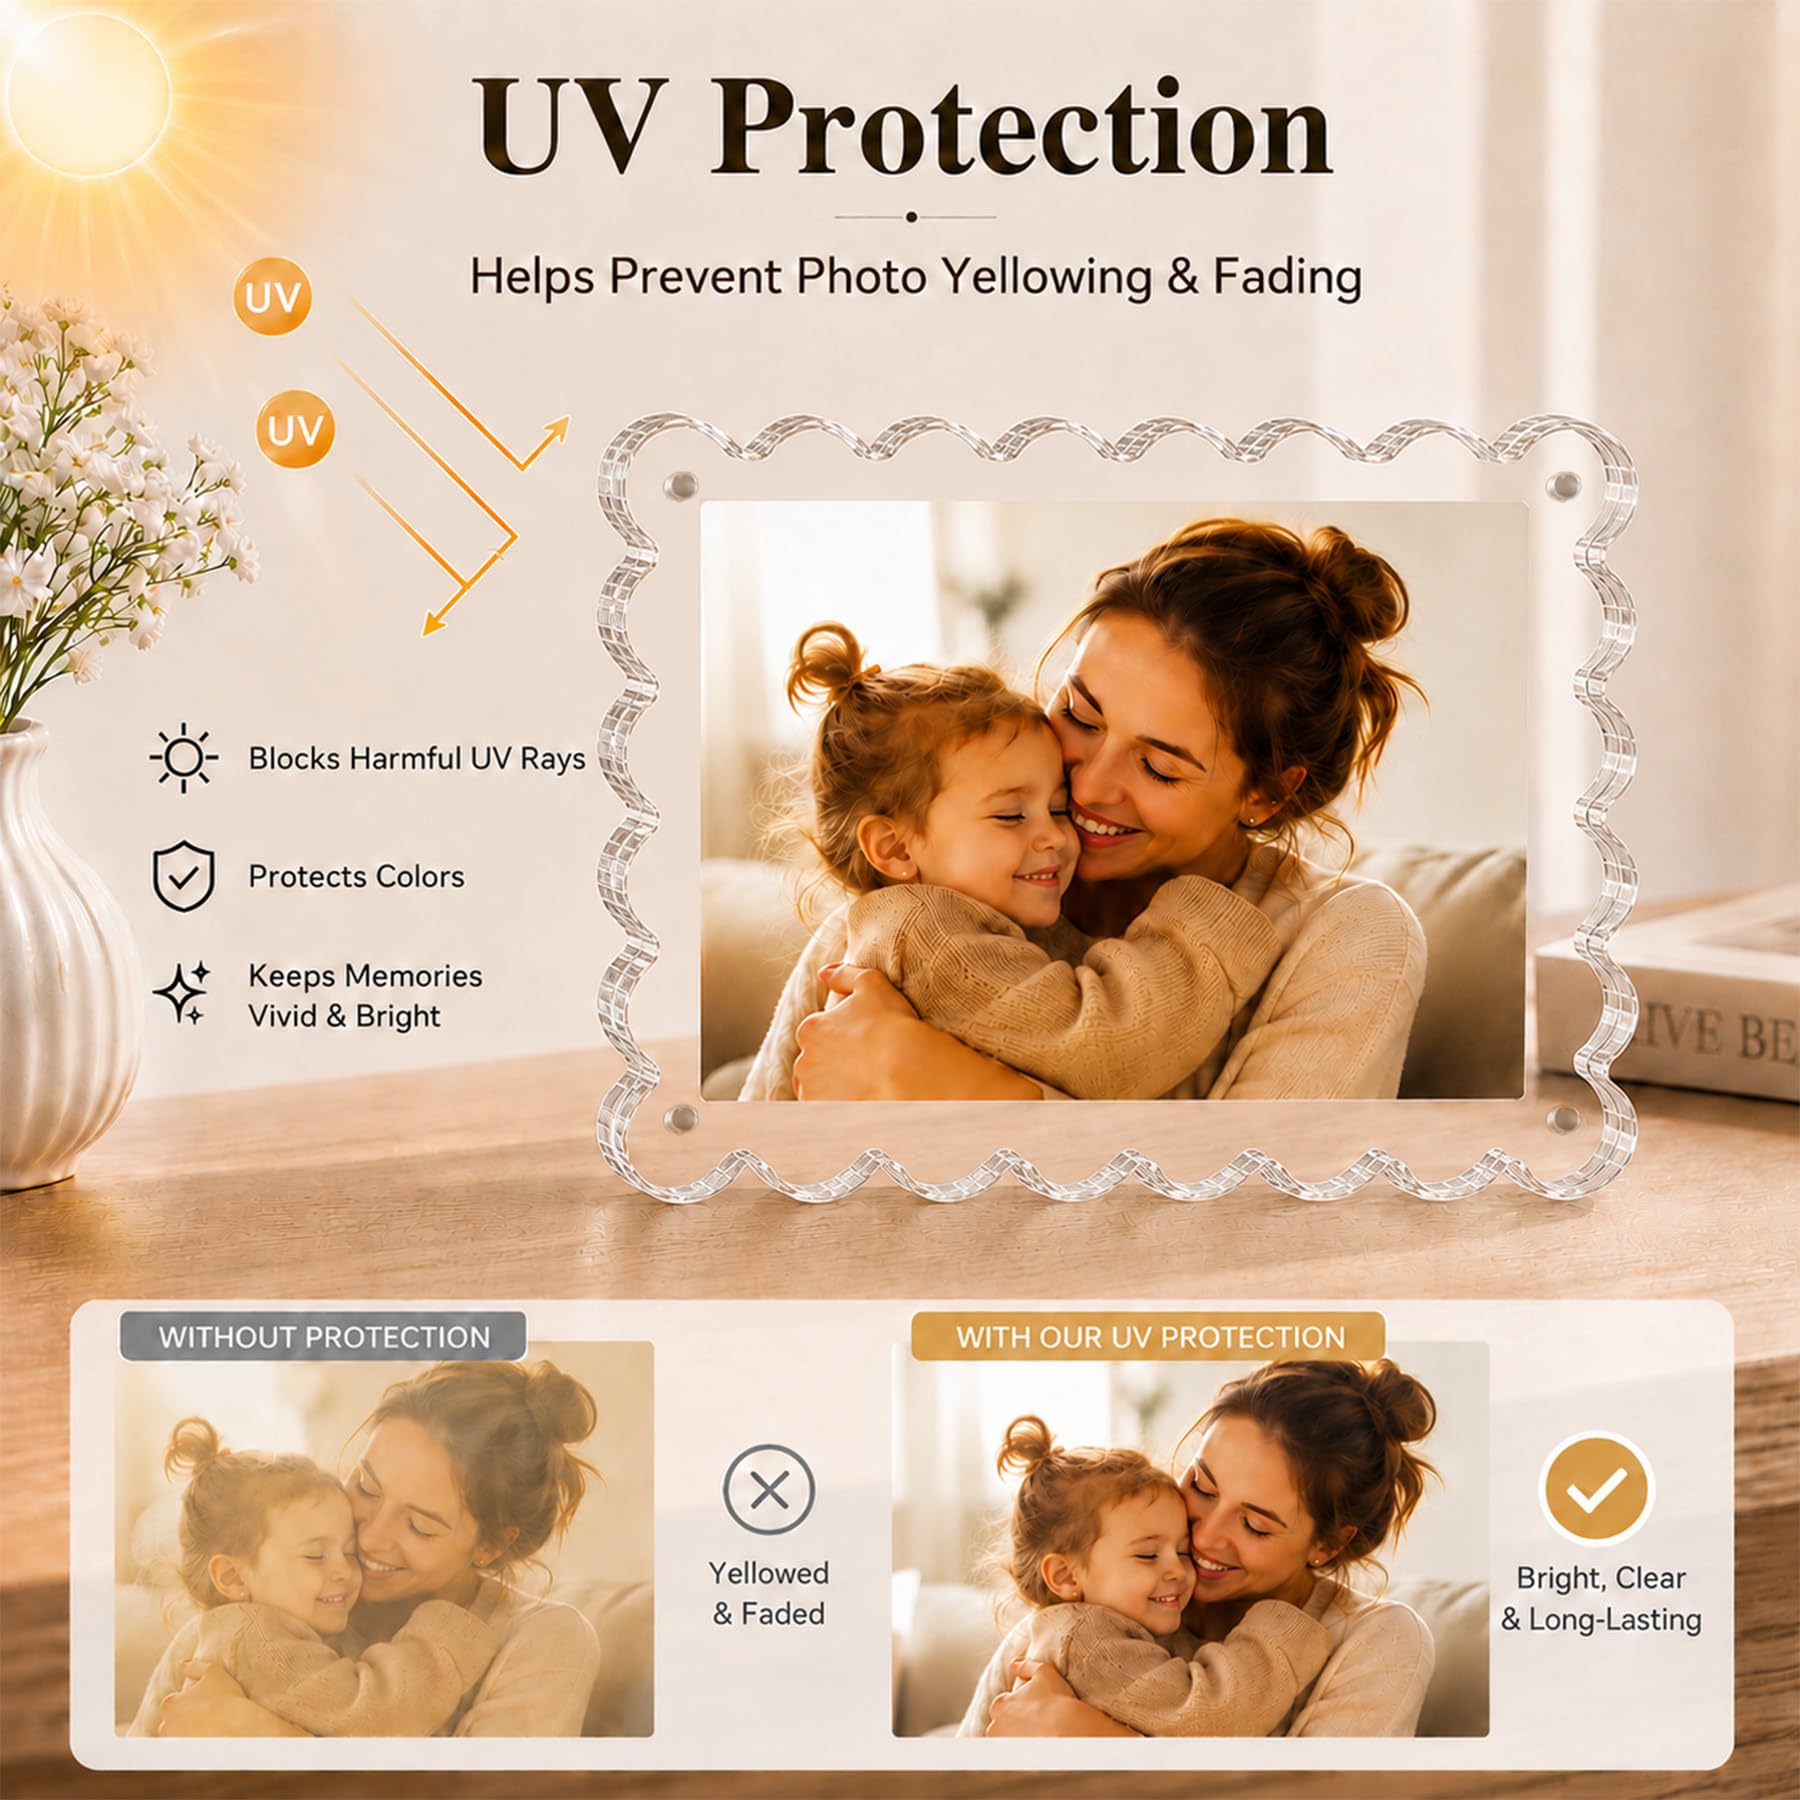 UV Protection
Helps Prevent Photo Yellowing & Fading
UV
UV
Blocks Harmful UV Rays
Protects Colors
Keeps Memories
Vivid & Bright
IVE BE
WITHOUT PROTECTION
WITH OUR UV PROTECTION
Yellowed
& Faded
Bright, Clear
& Long-Lasting